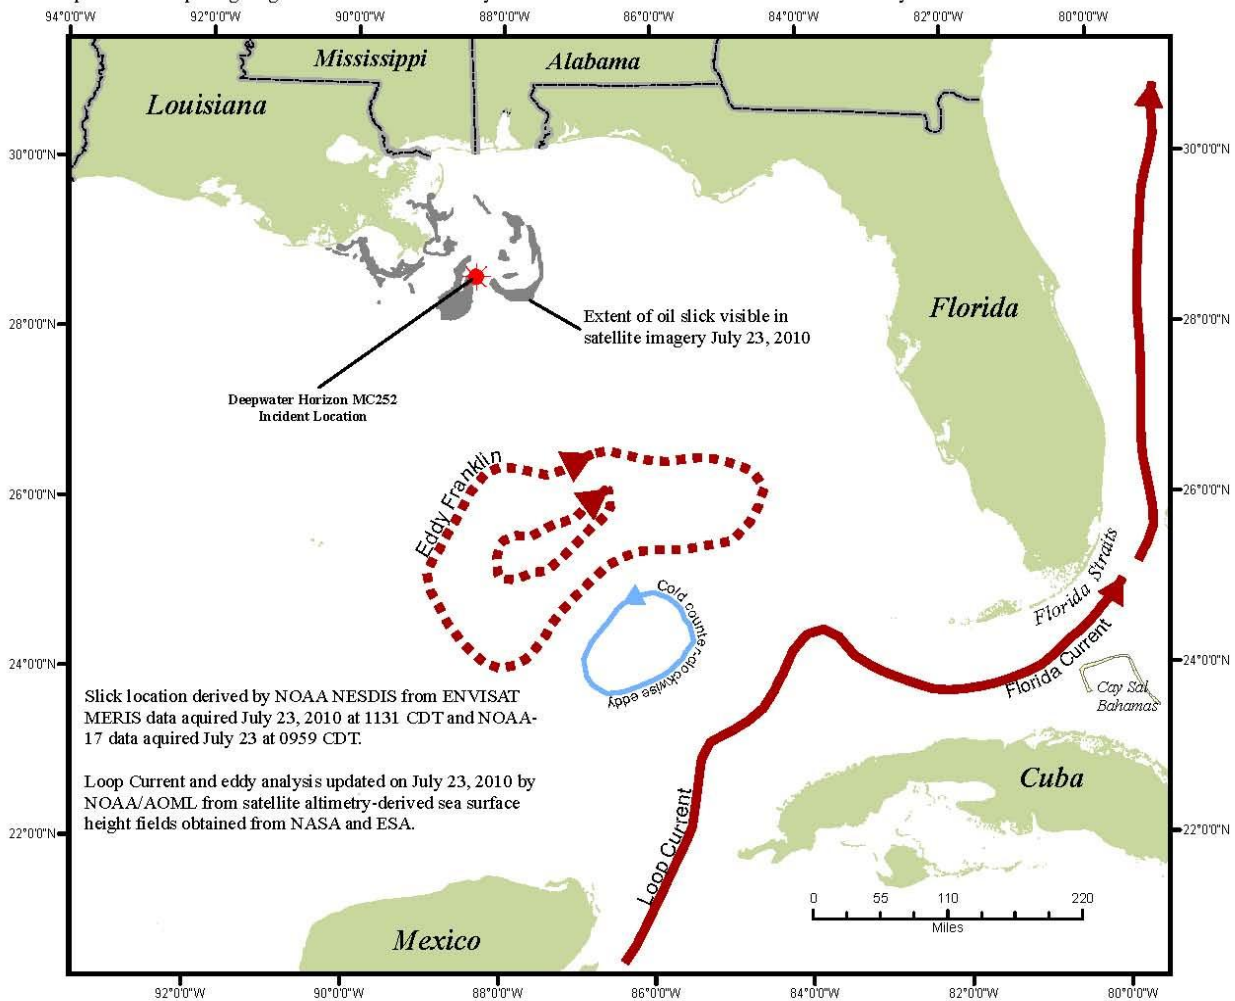 94°0'0"W
92°0'0"W
90°0'0"W
88°0'0"W
86°0'0"W
84°0'0"W
82°0'0"W
80°0'0"W
Mississippi
Alabama
Louisiana
30°0'0"N
30°0'0"N
Florida
Extent of oil slick visible in
satellite imagery July 23, 2010
28°0'0"N
28°0'0"N
Deepwater Horizon MC252
Incident Location
Eddy Franklin
26°0'0"N
26°0'0"N
Florida Straits
Cold counter-clockwise eddy
Florida Current
24°0'0"N
24°0'0"N
Cay Sal
Bahamas
Slick location derived by NOAA NESDIS from ENVISAT
MERIS data aquired July 23, 2010 at 1131 CDT and NOAA-
17 data aquired July 23 at 0959 CDT.
Loop Current and eddy analysis updated on July 23, 2010 by
NOAA/AOML from satellite altimetry-derived sea surface
height fields obtained from NASA and ESA.
Cuba
Loop Current
22°0'0"N
22°0'0"N
0 55 110 220
Miles
Mexico
92°0'0"W
90°0'0"W
88°0'0"W
86°0'0"W
84°0'0"W
82°0'0"W
80°0'0"W